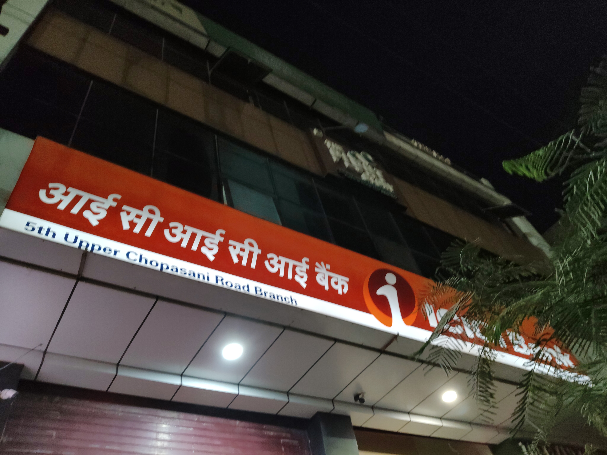 आई सी आई सी आई बैंक
5th Upper Chopasani Road Branch